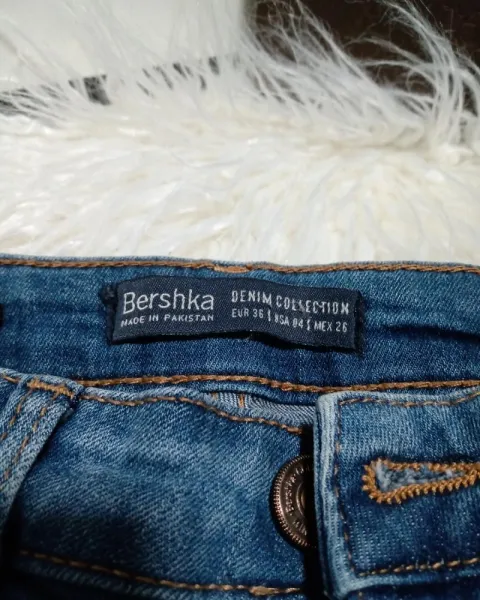 Bershka
MADE IN PAKISTAN
DENIM COLLECTION
EUR 36 | USA 04 | MEX 26